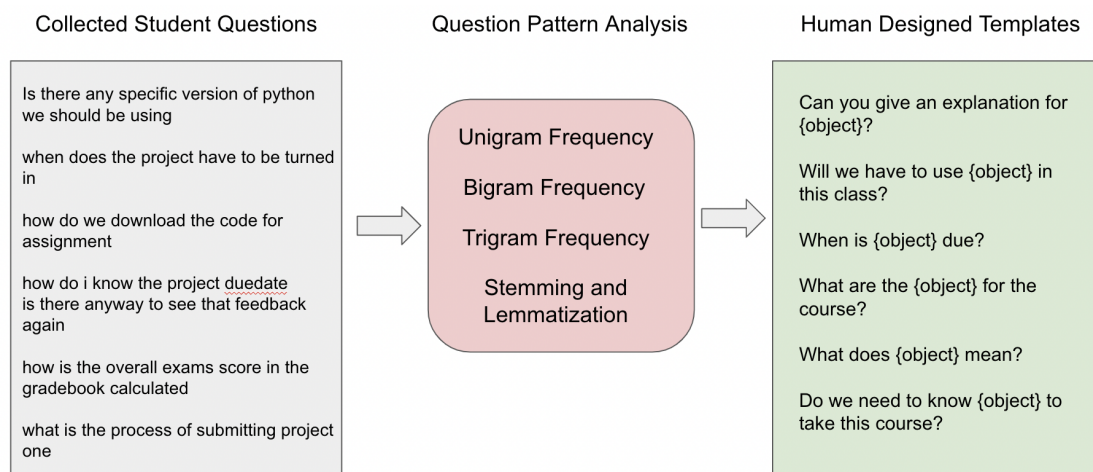 Collected Student Questions
Is there any specific version of python
we should be using
when does the project have to be turned
in
how do we download the code for
assignment
how do i know the project duedate
is there anyway to see that feedback
again
how is the overall exams score in the
gradebook calculated
what is the process of submitting project
one
Question Pattern Analysis
Unigram Frequency
Bigram Frequency
Trigram Frequency
Stemming and
Lemmatization
Human Designed Templates
Can you give an explanation for
{object}?
Will we have to use {object} in
this class?
When is {object} due?
What are the {object} for the
course?
What does {object} mean?
Do we need to know {object} to
take this course?